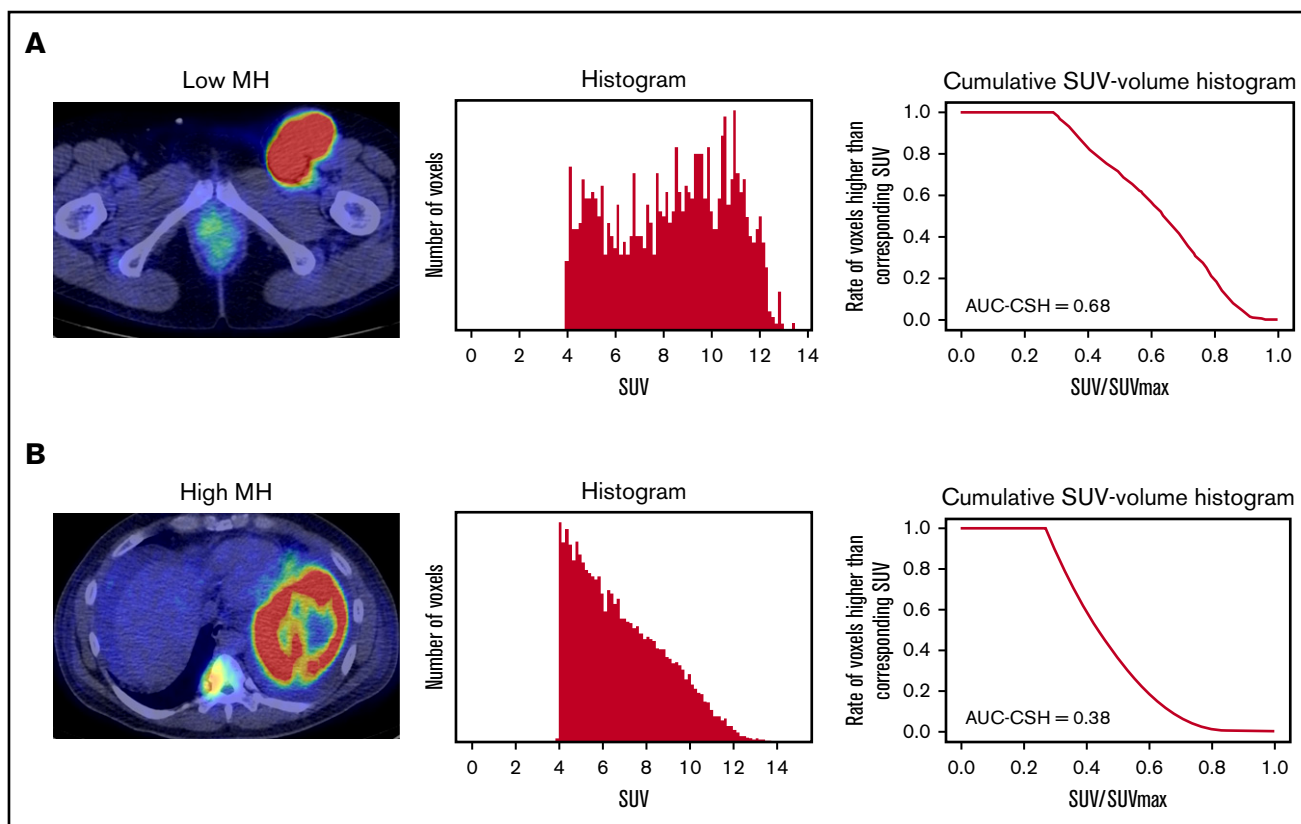 A
Low MH
Histogram
Cumulative SUV-volume histogram
Number of voxels
0 2 4 6 8 10 12 14
SUV
Rate of voxels higher than
corresponding SUV
1.0
0.8
0.6
0.4
0.2
0.0
AUC-CSH = 0.68
0.0 0.2 0.4 0.6 0.8 1.0
SUV/SUVmax
B
High MH
Histogram
Cumulative SUV-volume histogram
Number of voxels
0 2 4 6 8 10 12 14
SUV
Rate of voxels higher than
corresponding SUV
1.0
0.8
0.6
0.4
0.2
0.0
AUC-CSH = 0.38
0.0 0.2 0.4 0.6 0.8 1.0
SUV/SUVmax